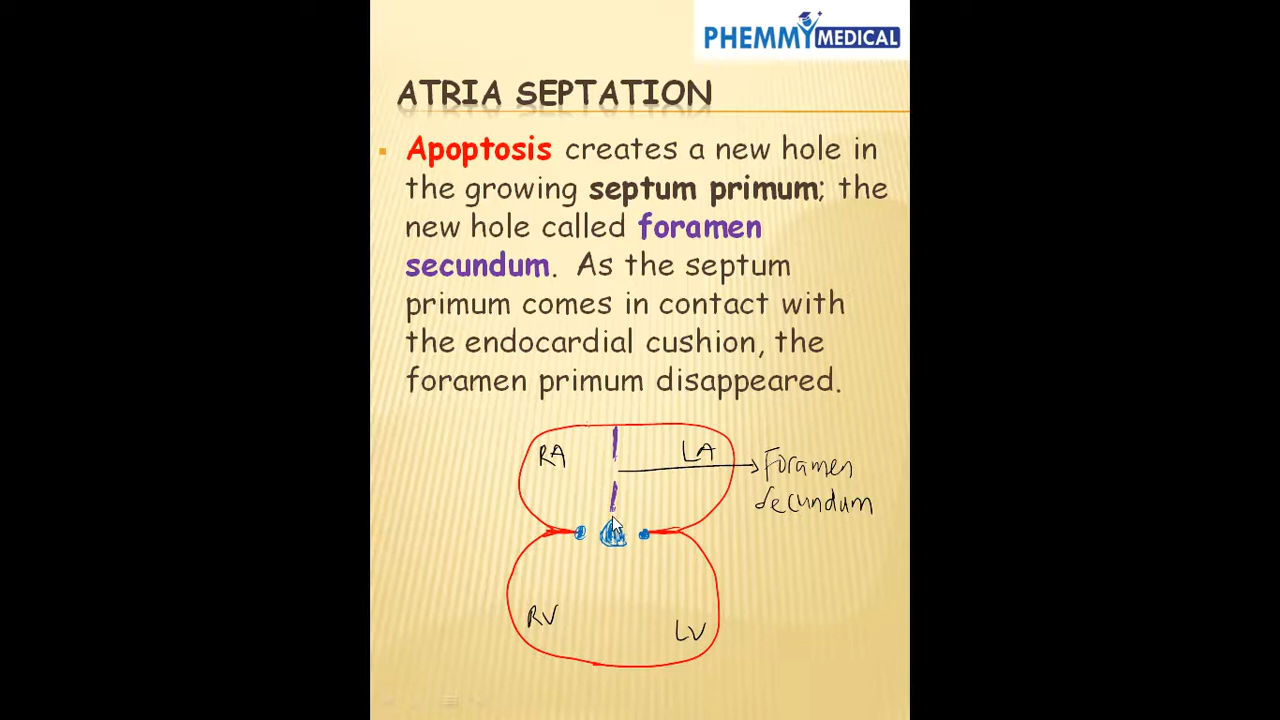 PHEMMY MEDICAL
ATRIA SEPTATION
Apoptosis creates a new hole in
the growing septum primum; the
new hole called foramen
secundum. As the septum
primum comes in contact with
the endocardial cushion, the
foramen primum disappeared.
RA
LA
Foramen
secundum
RV
LV